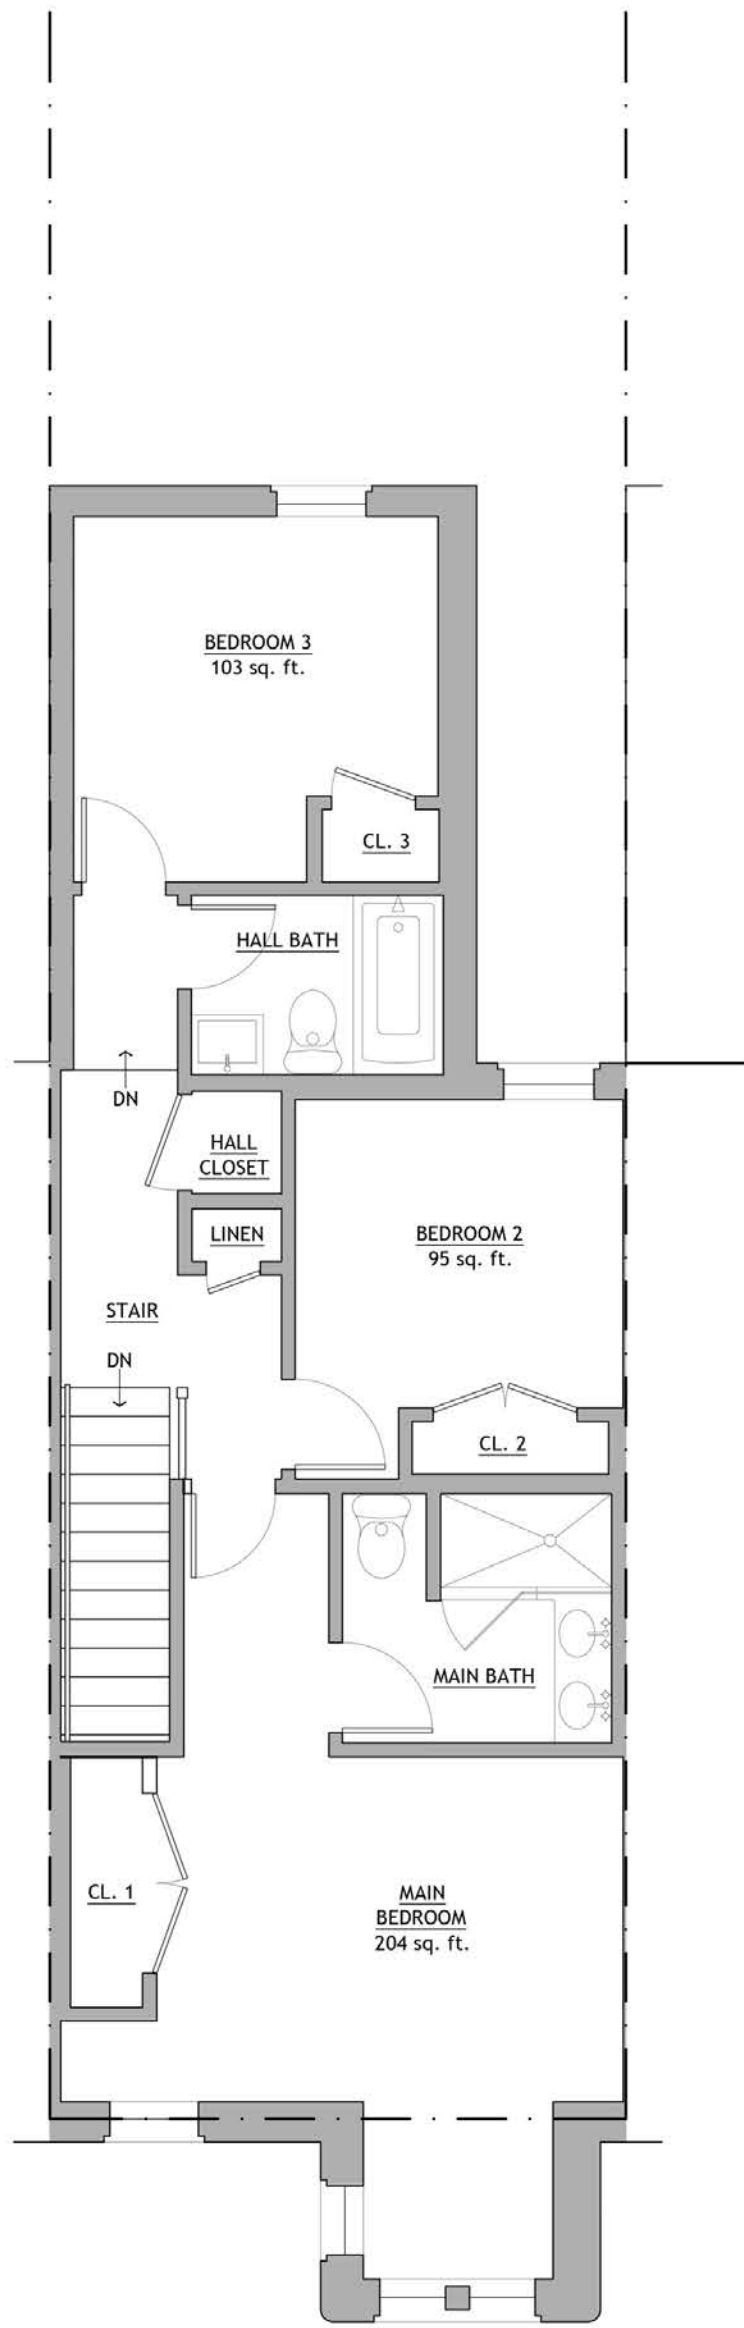 BEDROOM 3
103 sq. ft.
CL. 3
HALL BATH
DN
HALL
CLOSET
LINEN
BEDROOM 2
95 sq. ft.
STAIR
DN
CL. 2
MAIN BATH
CL. 1
MAIN
BEDROOM
204 sq. ft.